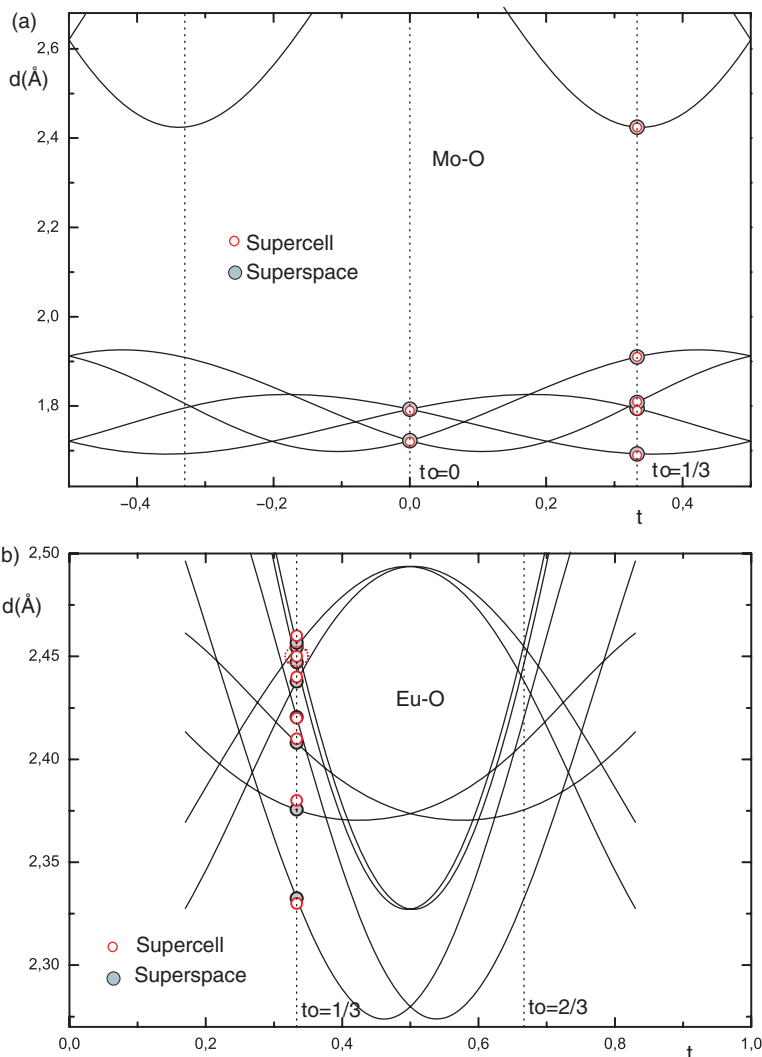 (a)
2,6
d(Å)
2,4
Mo-O
Supercell
2,2
Superspace
2,0
1,8
to=0
to=1/3
−0,4
−0,2
0,0
0,2
t
0,4
b)
2,50
d(Å)
2,45
Eu-O
2,40
2,35
Supercell
2,30
Superspace
to=1/3
to=2/3
0,0
0,2
0,4
0,6
0,8
t
1,0